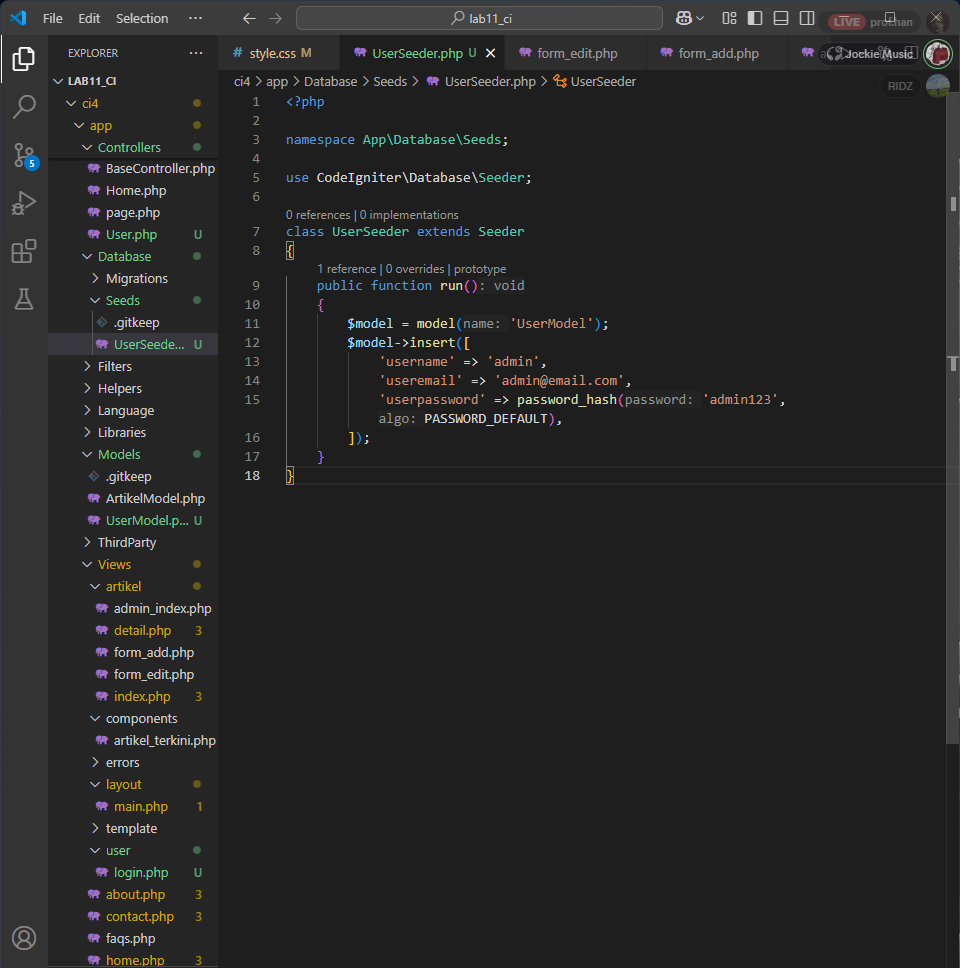 File Edit Selection ··· lab11_ci LIVE prof.han
EXPLORER ···
style.css M UserSeeder.php U form_edit.php form_add.php Jockie Music
LAB11_CI
ci4 > app > Database > Seeds > UserSeeder.php > UserSeeder
RIDZ
ci4
app
Controllers
BaseController.php
Home.php
page.php
User.php U
Database
Migrations
Seeds
.gitkeep
UserSeede... U
Filters
Helpers
Language
Libraries
Models
.gitkeep
ArtikelModel.php
UserModel.p... U
ThirdParty
Views
artikel
admin_index.php
detail.php 3
form_add.php
form_edit.php
index.php 3
components
artikel_terkini.php
errors
layout
main.php 1
template
user
login.php U
about.php 3
contact.php 3
faqs.php
home.php 3
5
1 <?php
2
3 namespace App\Database\Seeds;
4
5 use CodeIgniter\Database\Seeder;
6
0 references | 0 implementations
7 class UserSeeder extends Seeder
8 {
1 reference | 0 overrides | prototype
9 public function run(): void
10 {
11 $model = model(name: 'UserModel');
12 $model->insert([
13 'username' => 'admin',
14 'useremail' => 'admin@email.com',
15 'userpassword' => password_hash(password: 'admin123',
algo: PASSWORD_DEFAULT),
16 ]);
17 }
18 }